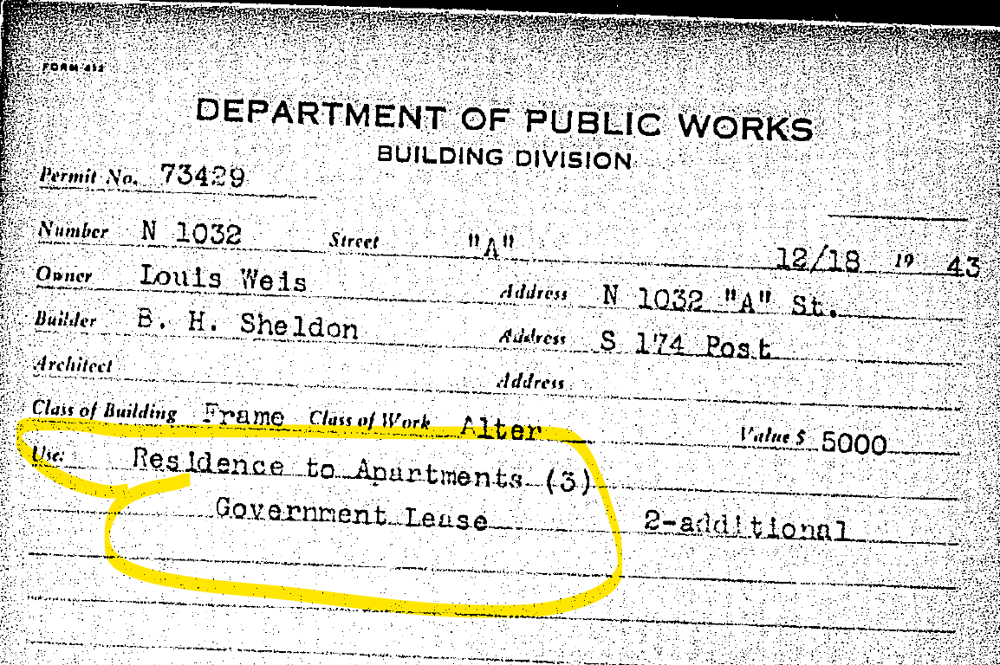 FORM 412
DEPARTMENT OF PUBLIC WORKS
BUILDING DIVISION
Permit No. 73429
Number N 1032 Street "A" 12/18 19 43
Owner Louis Weis Address N 1032 "A" St.
Builder B. H. Sheldon Address S 174 Post
Architect Address
Class of Building Frame Class of Work Alter Value $ 5000
Use: Residence to Apartments (3)
Government Lease 2-additional